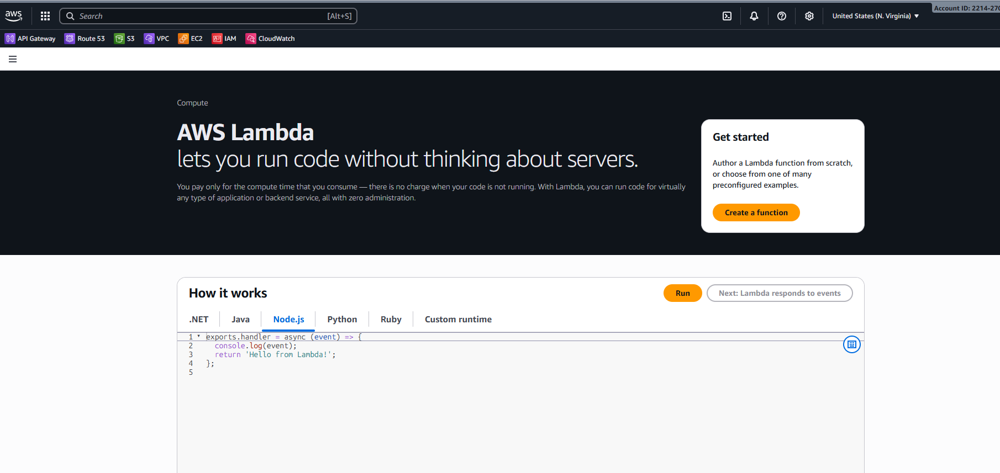 aws
Search [Alt+S]
United States (N. Virginia)
Account ID: 2214-270
API Gateway
Route 53
S3
VPC
EC2
IAM
CloudWatch
Compute
AWS Lambda
lets you run code without thinking about servers.
You pay only for the compute time that you consume — there is no charge when your code is not running. With Lambda, you can run code for virtually
any type of application or backend service, all with zero administration.
Get started
Author a Lambda function from scratch,
or choose from one of many
preconfigured examples.
Create a function
How it works
Run
Next: Lambda responds to events
.NET
Java
Node.js
Python
Ruby
Custom runtime
1 exports.handler = async (event) => {
2 console.log(event);
3 return 'Hello from Lambda!';
4 };
5